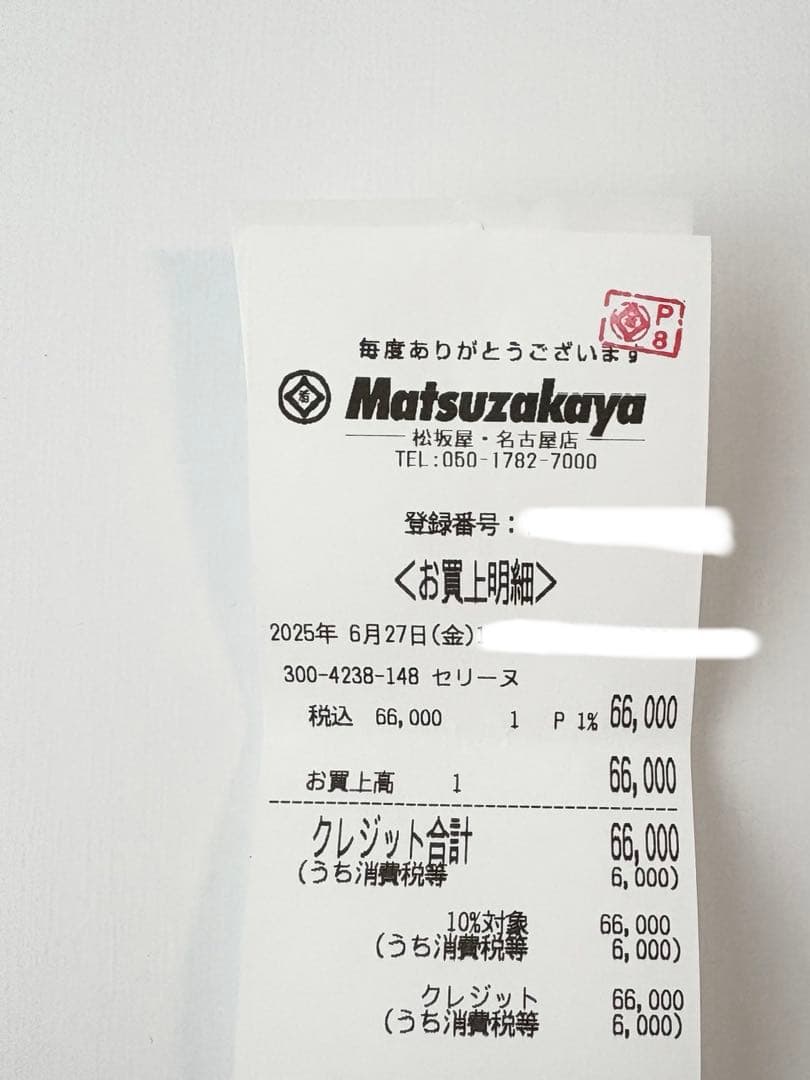 P
8
毎度ありがとうございます
Matsuzakaya
松坂屋・名古屋店
TEL:050-1782-7000
登録番号:
<お買上明細>
2025年 6月27日(金)
300-4238-148 セリーヌ
税込 66,000 1 P 1% 66,000
お買上高 1 66,000
クレジット合計 66,000
(うち消費税等 6,000)
10%対象 66,000
(うち消費税等 6,000)
クレジット 66,000
(うち消費税等 6,000)